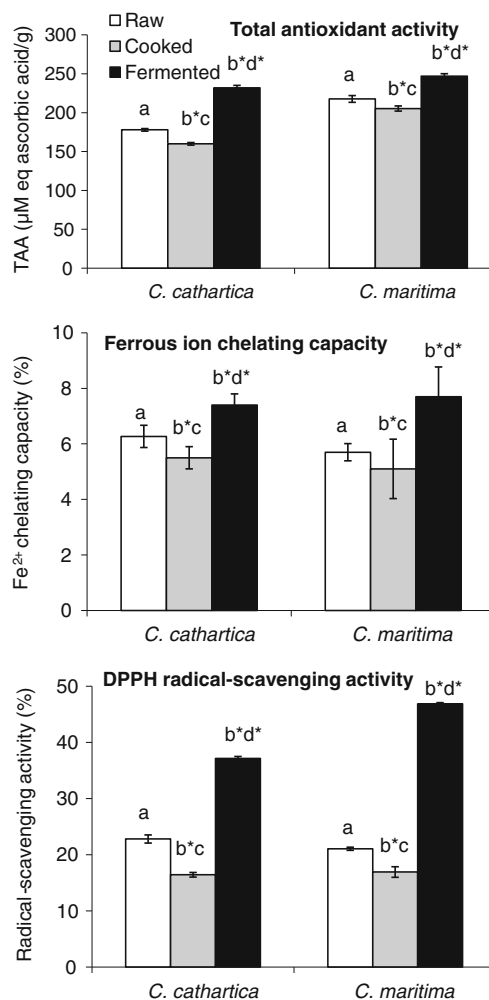 Raw
Cooked
Fermented
Total antioxidant activity
TAA (µM eq ascorbic acid/g)
300
250
200
150
100
50
0
a
b*c
b*d*
a
b*c
b*d*
C. cathartica
C. maritima
Ferrous ion chelating capacity
Fe2+ chelating capacity (%)
10
8
6
4
2
0
a
b*c
b*d*
a
b*c
b*d*
C. cathartica
C. maritima
DPPH radical-scavenging activity
Radical -scavenging activity (%)
50
40
30
20
10
0
a
b*c
b*d*
a
b*c
b*d*
C. cathartica
C. maritima